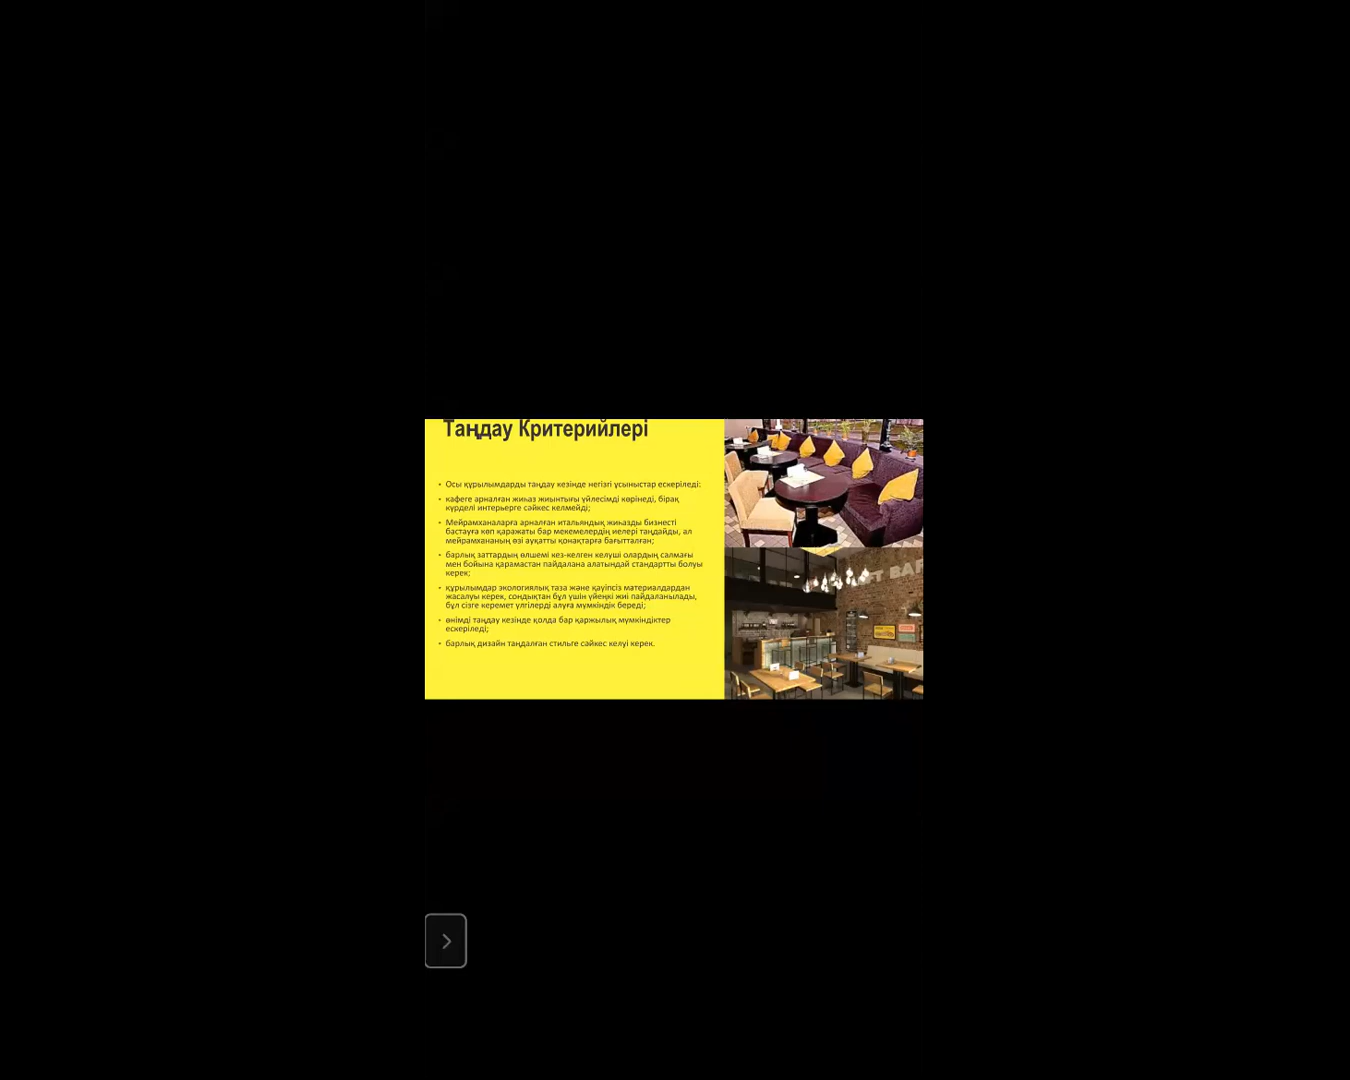 Таңдау Критерийлері
• Осы құрылымдарды таңдау кезінде негізгі ұсыныстар ескеріледі:
• кафеге арналған жиһаз жиынтығы үйлесімді көрінеді, бірақ
күрделі интерьерге сәйкес келмейді;
• Мейрамханаларға арналған итальяндық жиһазды бизнесті
бастауға көп қаражаты бар мекемелердің иелері таңдайды, ал
мейрамхананың өзі ауқатты қонақтарға бағытталған;
• барлық заттардың өлшемі кез-келген келуші олардың салмағы
мен бойына қарамастан пайдалана алатындай стандартты болуы
керек;
• құрылымдар экологиялық таза және қауіпсіз материалдардан
жасалуы керек, сондықтан бұл үшін үйеңкі жиі пайдаланылады,
бұл сізге керемет үлгілерді алуға мүмкіндік береді;
• өнімді таңдау кезінде қолда бар қаржылық мүмкіндіктер
ескеріледі;
• барлық дизайн таңдалған стильге сәйкес келуі керек.